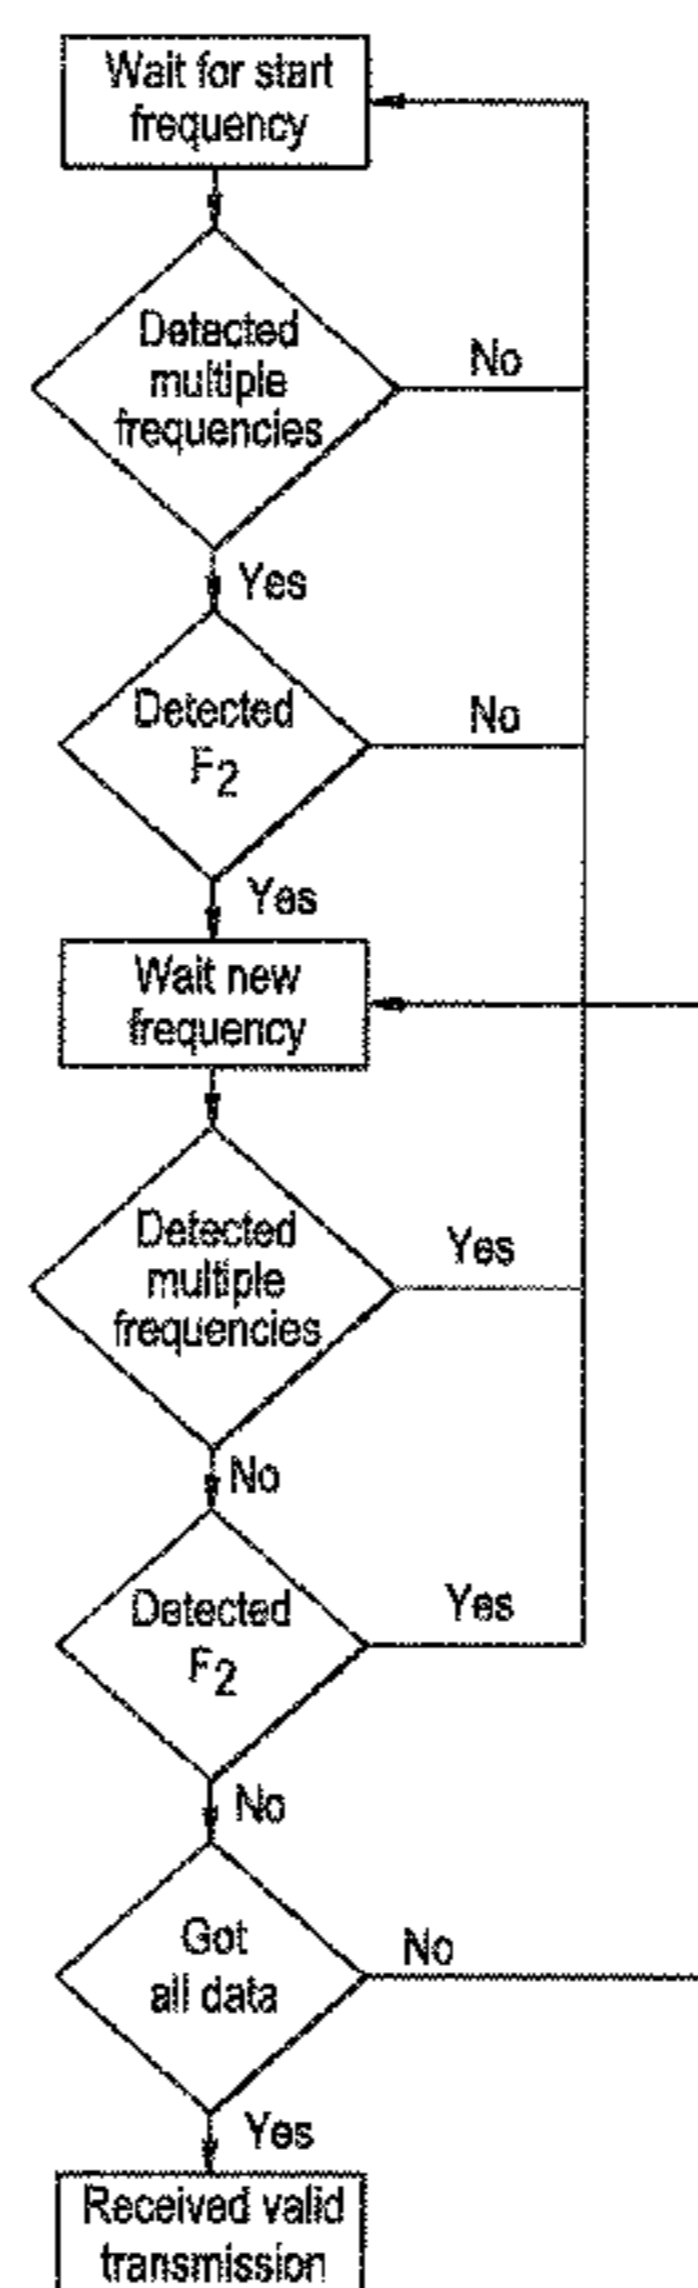 Wait for start
frequency
Detected
multiple
frequencies
No
Yes
Detected
F2
No
Yes
Wait new
frequency
Detected
multiple
frequencies
Yes
No
Detected
F2
Yes
No
Got
all data
No
Yes
Received valid
transmission